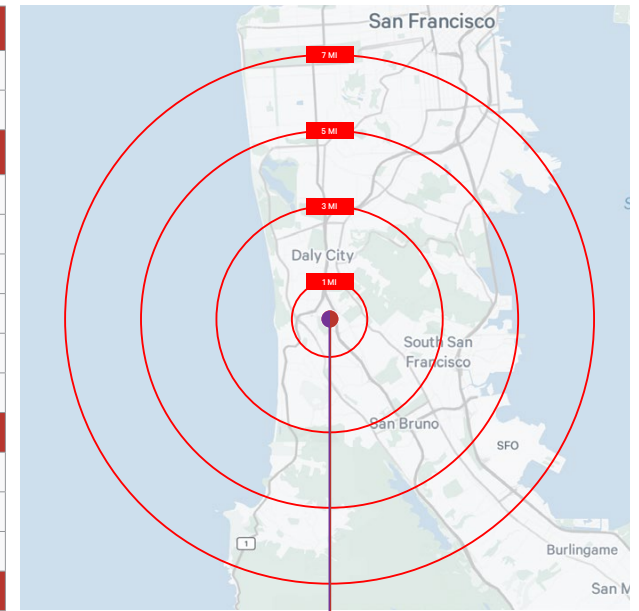 San Francisco
7 MI
5 MI
3 MI
Daly City
1 MI
South San
Francisco
San Bruno
SFO
1
Burlingame
San M